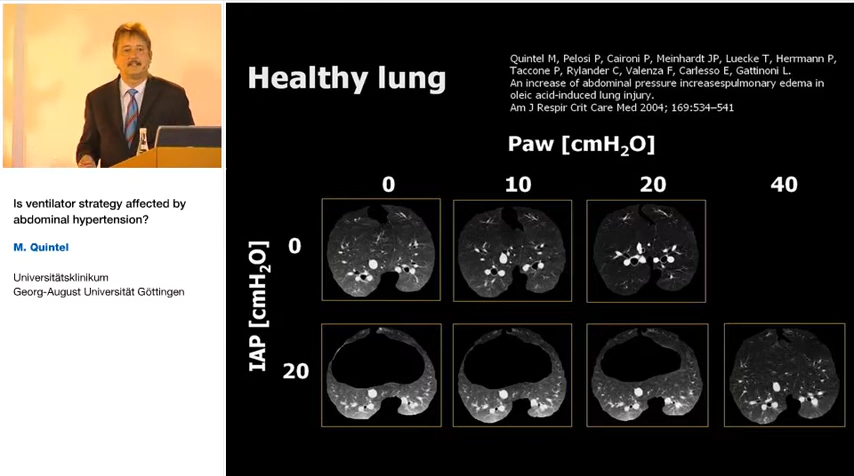 Healthy lung
Quintel M, Pelosi P, Caironi P, Meinhardt JP, Luecke T, Herrmann P,
Taccone P, Rylander C, Valenza F, Carlesso E, Gattinoni L.
An increase of abdominal pressure increasespulmonary edema in
oleic acid-induced lung injury.
Am J Respir Crit Care Med 2004; 169:534–541
Paw [cmH₂O]
0 10 20 40
IAP [cmH₂O]
0
20
Is ventilator strategy affected by
abdominal hypertension?
M. Quintel
Universitätsklinikum
Georg-August Universität Göttingen